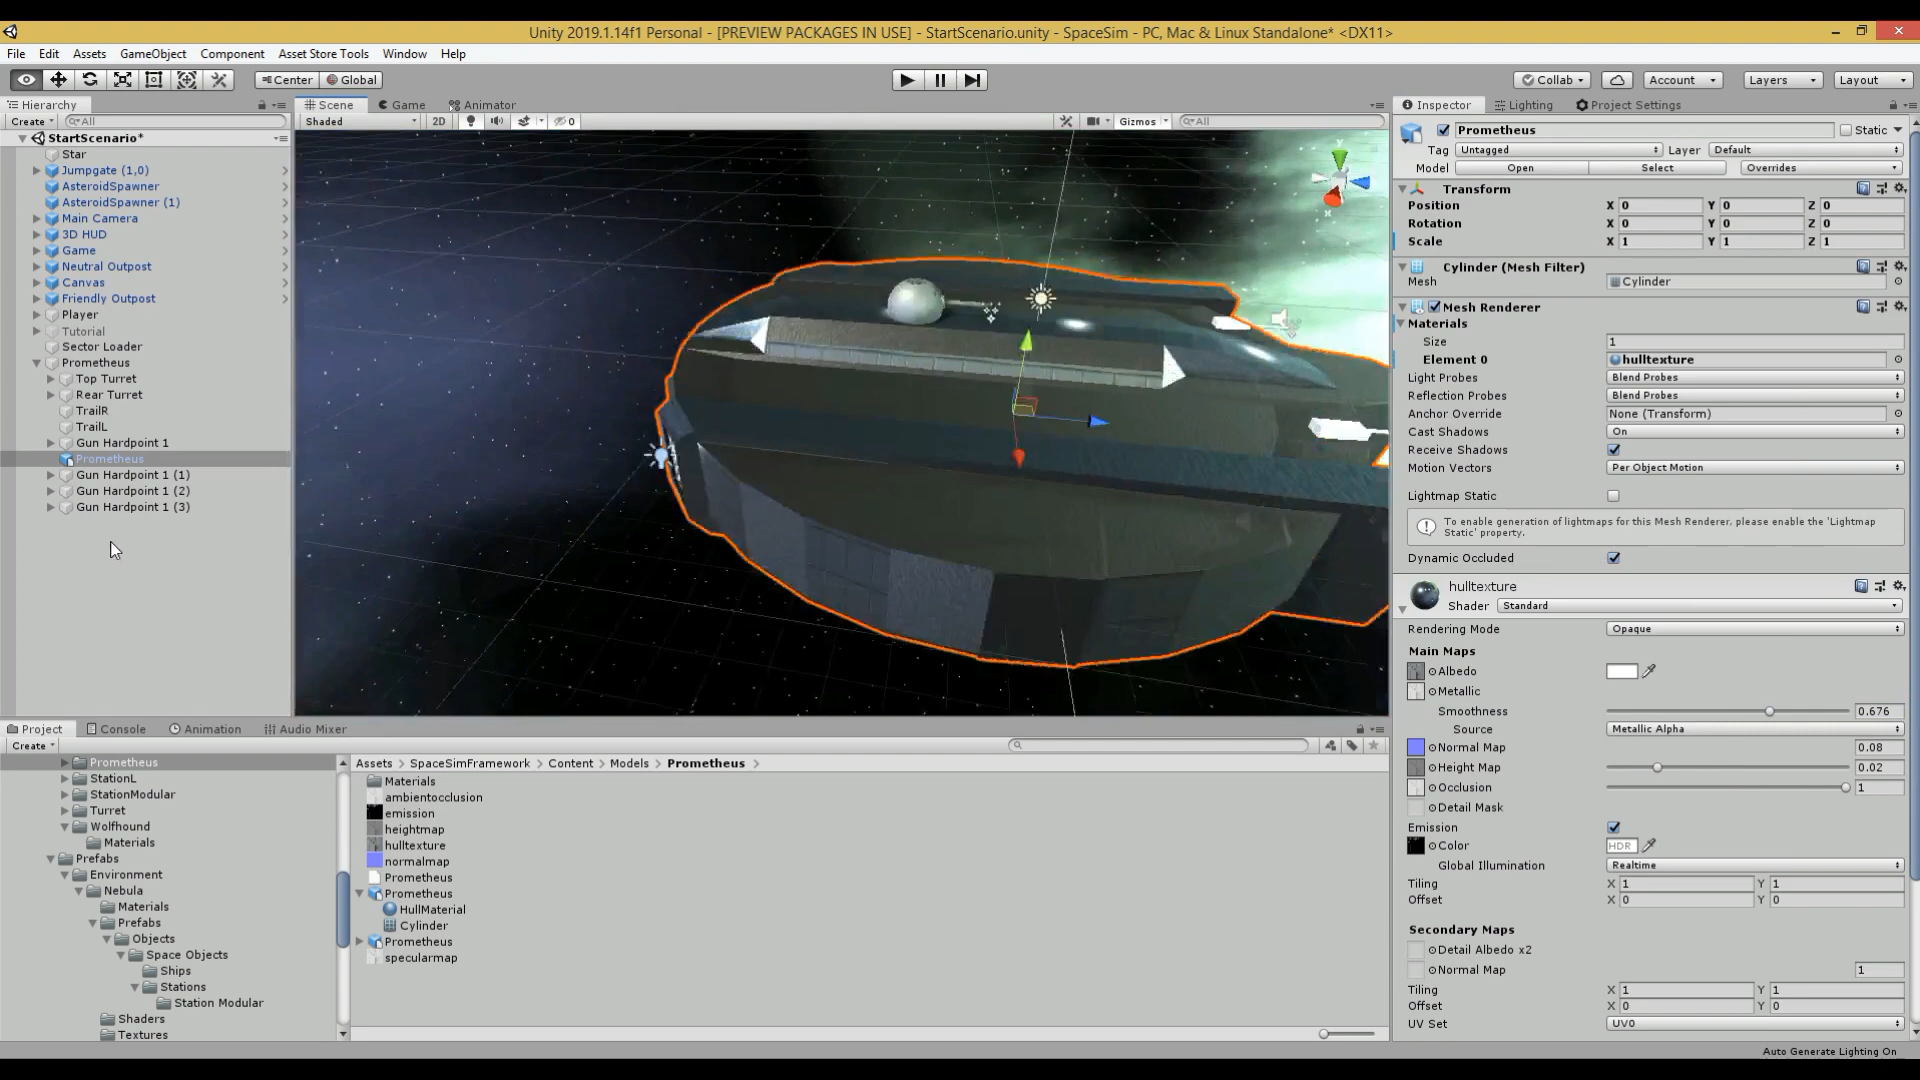 Unity 2019.1.14f1 Personal - [PREVIEW PACKAGES IN USE] - StartScenario.unity - SpaceSim - PC, Mac & Linux Standalone* <DX11>
File Edit Assets GameObject Component Asset Store Tools Window Help
Center Global Collab Account Layers Layout
Hierarchy
Create All
StartScenario*
Star
Jumpgate (1,0)
AsteroidSpawner
AsteroidSpawner (1)
Main Camera
3D HUD
Game
Neutral Outpost
Canvas
Friendly Outpost
Player
Tutorial
Sector Loader
Prometheus
Top Turret
Rear Turret
TrailR
TrailL
Gun Hardpoint 1
Prometheus
Gun Hardpoint 1 (1)
Gun Hardpoint 1 (2)
Gun Hardpoint 1 (3)
Scene Game Animator
Shaded 2D 0 Gizmos All
y
x
Inspector Lighting Project Settings
Prometheus Static
Tag Untagged Layer Default
Model Open Select Overrides
Transform
Position X 0 Y 0 Z 0
Rotation X 0 Y 0 Z 0
Scale X 1 Y 1 Z 1
Cylinder (Mesh Filter)
Mesh Cylinder
Mesh Renderer
Materials
Size 1
Element 0 hulltexture
Light Probes Blend Probes
Reflection Probes Blend Probes
Anchor Override None (Transform)
Cast Shadows On
Receive Shadows
Motion Vectors Per Object Motion
Lightmap Static
To enable generation of lightmaps for this Mesh Renderer, please enable the 'Lightmap
Static' property.
Dynamic Occluded
hulltexture
Shader Standard
Rendering Mode Opaque
Main Maps
Albedo
Metallic
Smoothness 0.676
Source Metallic Alpha
Normal Map 0.08
Height Map 0.02
Occlusion 1
Detail Mask
Emission
Color HDR
Global Illumination Realtime
Tiling X 1 Y 1
Offset X 0 Y 0
Secondary Maps
Detail Albedo x2
Normal Map 1
Tiling X 1 Y 1
Offset X 0 Y 0
UV Set UV0
Project Console Animation Audio Mixer
Create
Prometheus
StationL
StationModular
Turret
Wolfhound
Materials
Prefabs
Environment
Nebula
Materials
Prefabs
Objects
Space Objects
Ships
Stations
Station Modular
Shaders
Textures
Assets > SpaceSimFramework > Content > Models > Prometheus >
Materials
ambientocclusion
emission
heightmap
hulltexture
normalmap
Prometheus
Prometheus
HullMaterial
Cylinder
Prometheus
specularmap
Auto Generate Lighting On